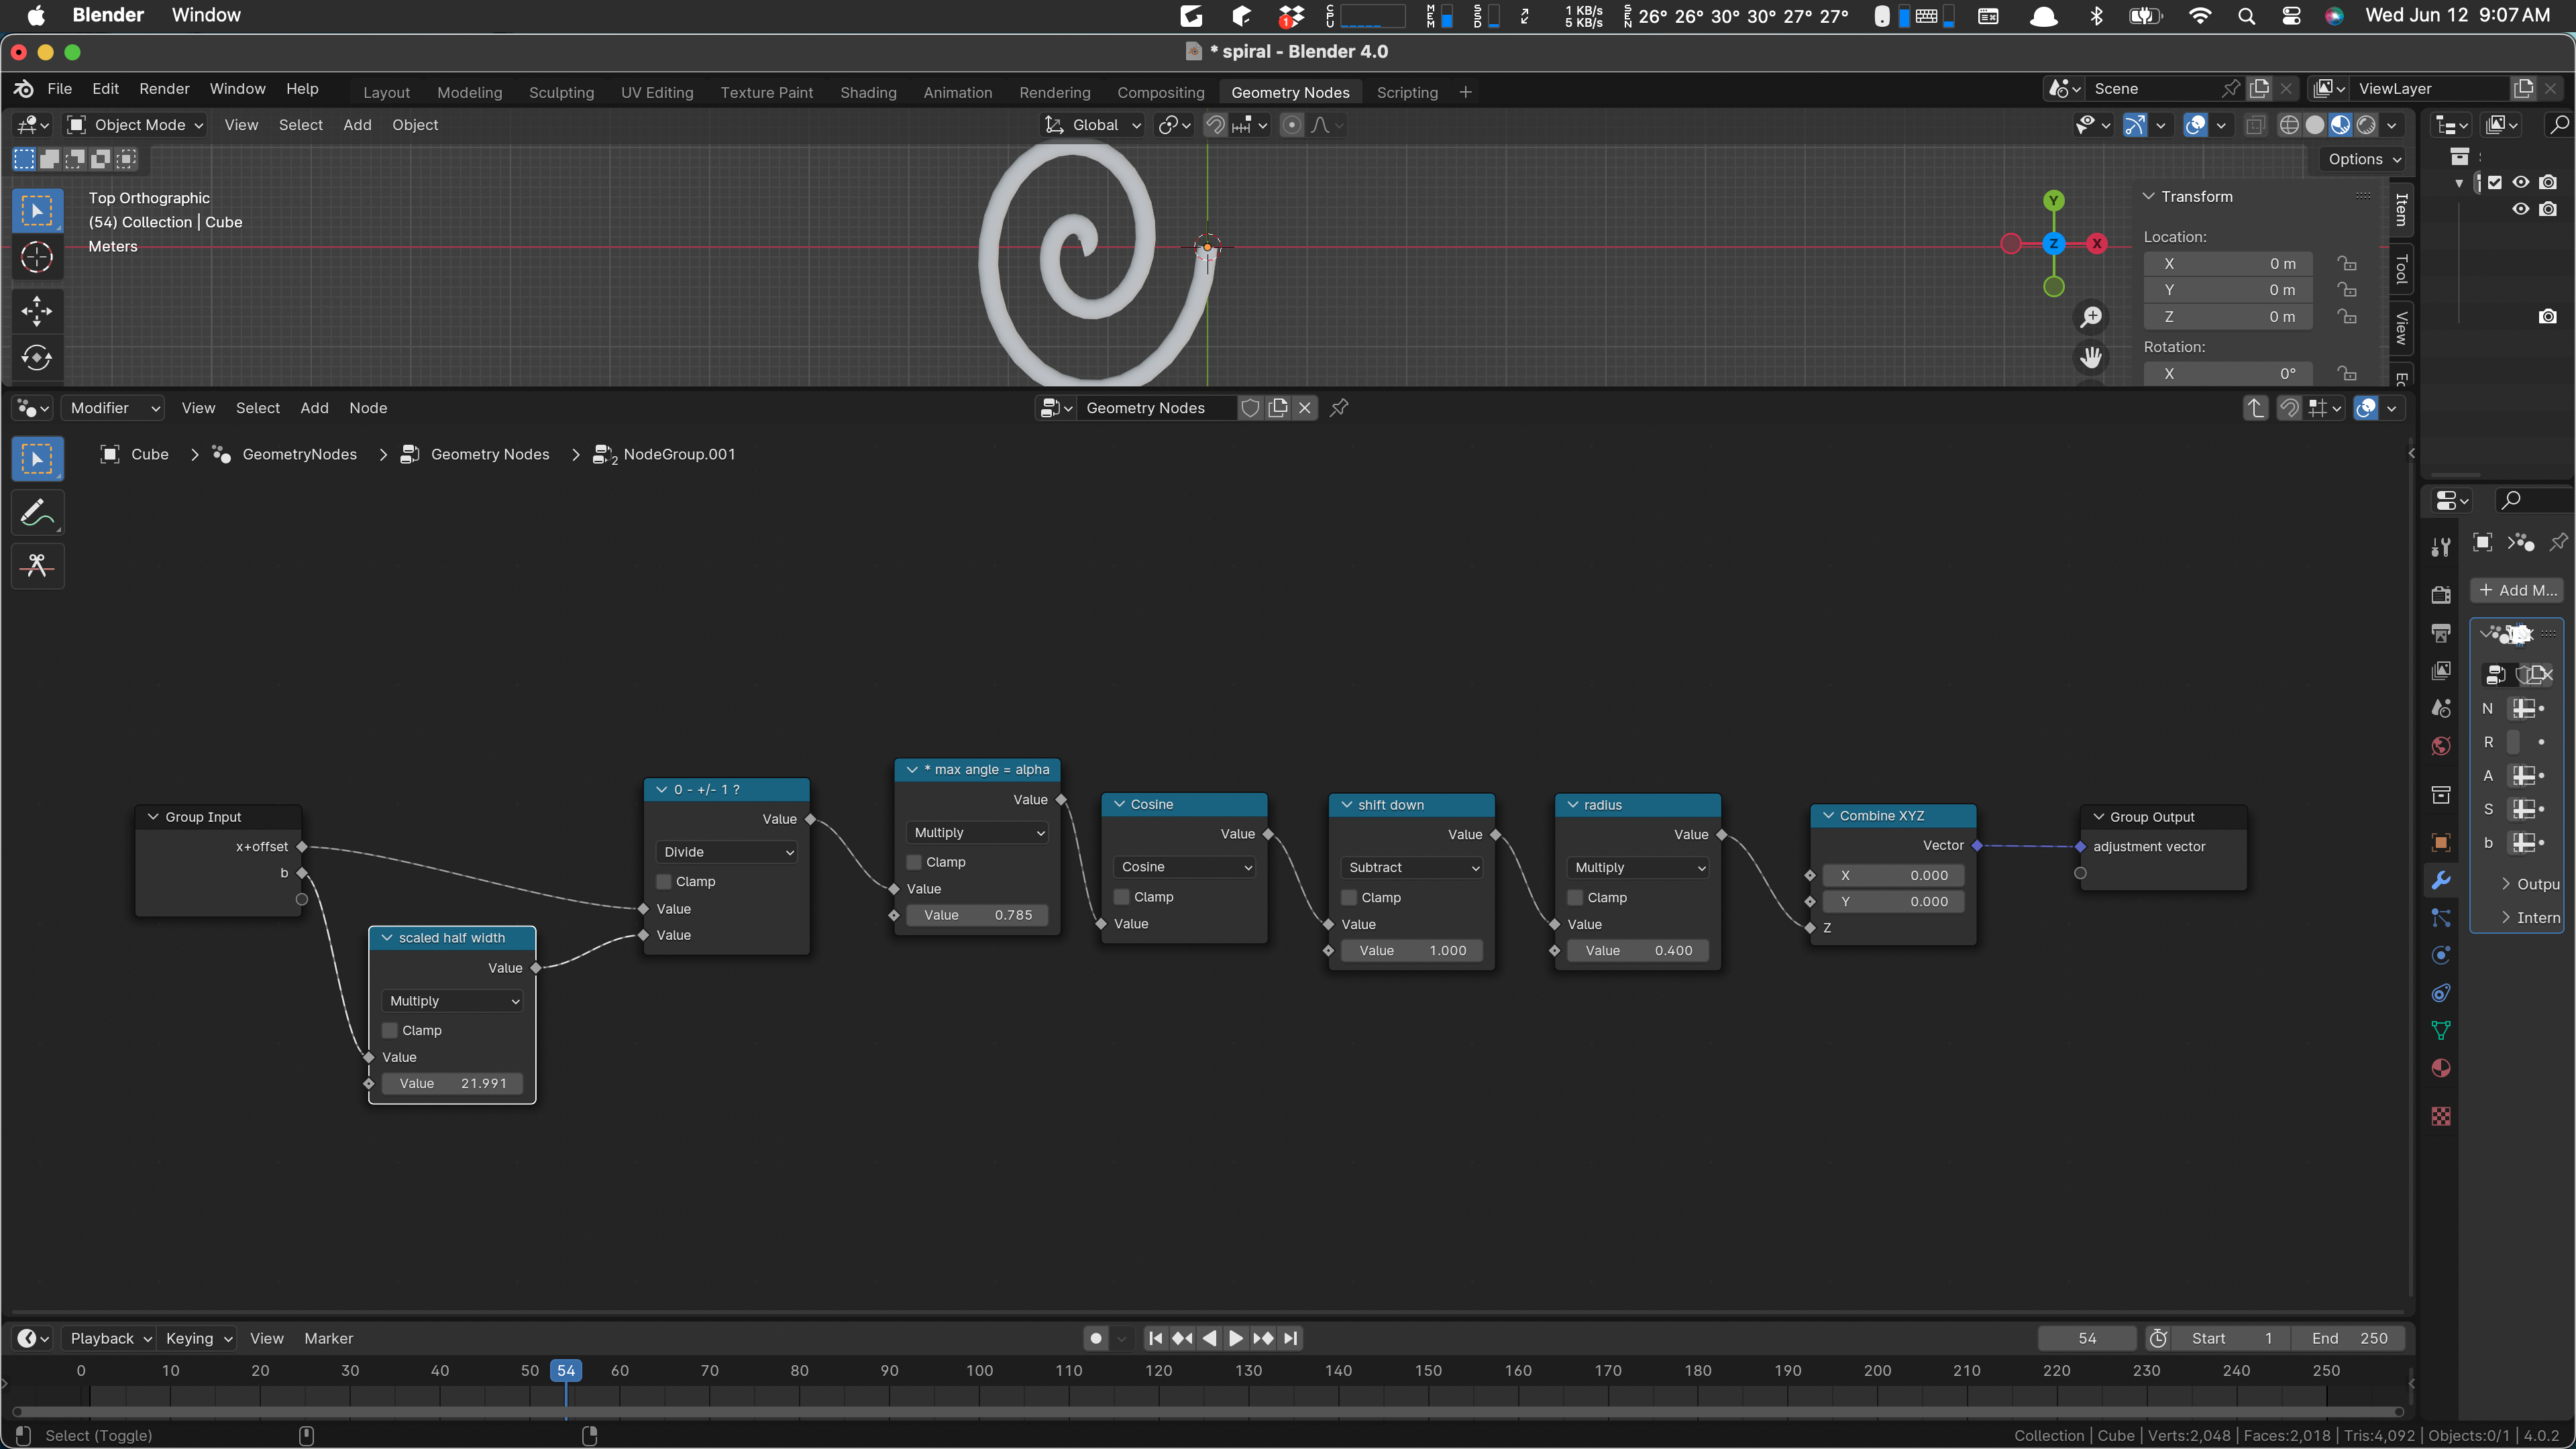 Blender Window
CPU MEM SSD 1 KB/s 5 KB/s SEN 26° 26° 30° 30° 27° 27° Wed Jun 12 9:07 AM
1
* spiral - Blender 4.0
File Edit Render Window Help Layout Modeling Sculpting UV Editing Texture Paint Shading Animation Rendering Compositing Geometry Nodes Scripting + Scene ViewLayer
Object Mode View Select Add Object Global
Options
Top Orthographic
(54) Collection | Cube
Meters
Y
Z
X
Transform
Location:
X 0 m
Y 0 m
Z 0 m
Rotation:
X 0°
Item
Tool
View
Modifier View Select Add Node Geometry Nodes
Cube > GeometryNodes > Geometry Nodes > 2 NodeGroup.001
Group Input
x+offset
b
scaled half width
Value
Multiply
Clamp
Value
Value 21.991
0 - +/- 1 ?
Value
Divide
Clamp
Value
Value
* max angle = alpha
Value
Multiply
Clamp
Value
Value 0.785
Cosine
Value
Cosine
Clamp
Value
shift down
Value
Subtract
Clamp
Value
Value 1.000
radius
Value
Multiply
Clamp
Value
Value 0.400
Combine XYZ
Vector
X 0.000
Y 0.000
Z
Group Output
adjustment vector
+ Add M...
N
R
A
S
b
Outpu
Intern
Playback Keying View Marker 54 Start 1 End 250
0 10 20 30 40 50 54 60 70 80 90 100 110 120 130 140 150 160 170 180 190 200 210 220 230 240 250
Select (Toggle) Collection | Cube | Verts:2,048 | Faces:2,018 | Tris:4,092 | Objects:0/1 | 4.0.2